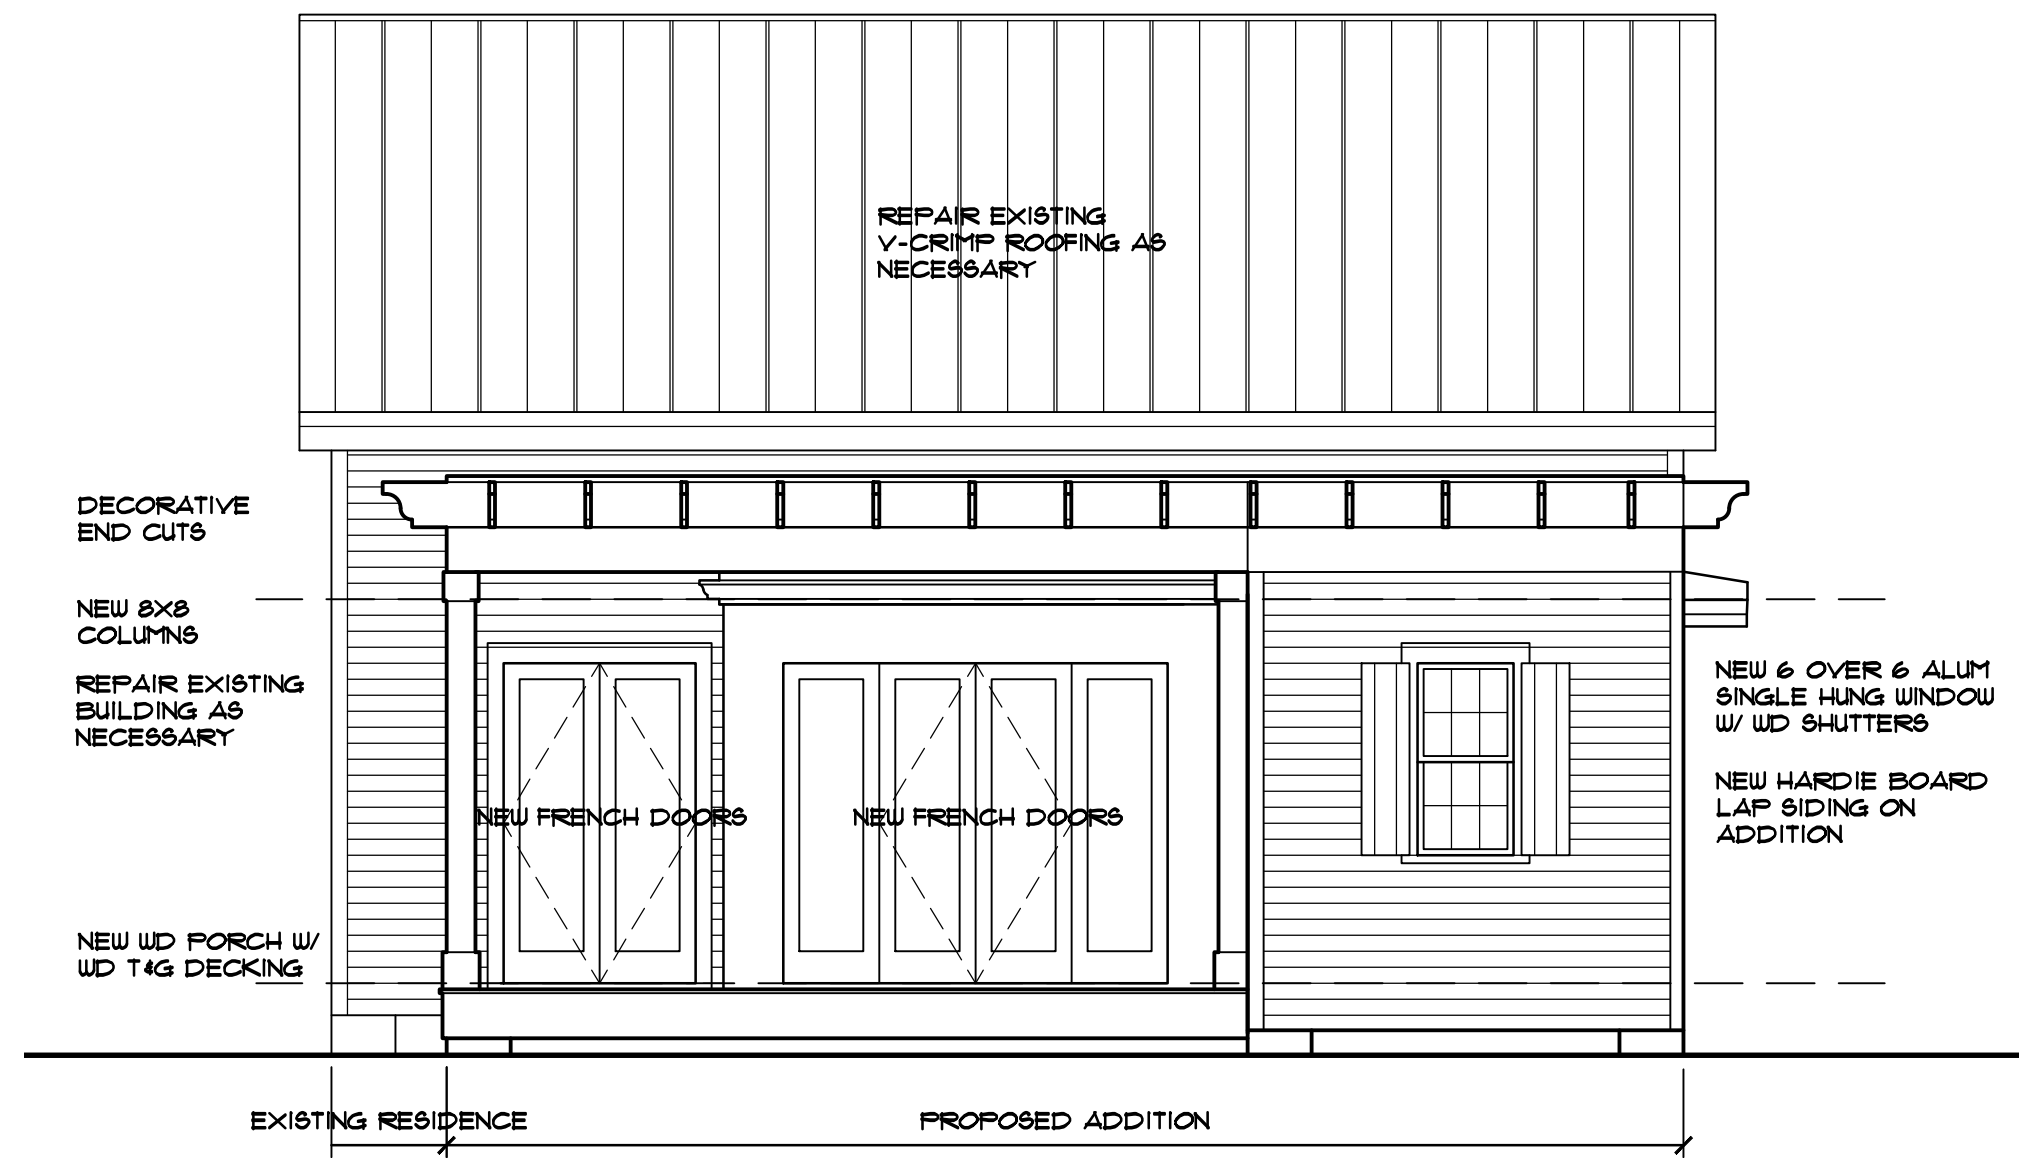 REPAIR EXISTING
V-CRIMP ROOFING AS
NECESSARY
DECORATIVE
END CUTS
NEW 8X8
COLUMNS
REPAIR EXISTING
BUILDING AS
NECESSARY
NEW WD PORCH W/
WD T&G DECKING
NEW FRENCH DOORS
NEW FRENCH DOORS
NEW 6 OVER 6 ALUM
SINGLE HUNG WINDOW
W/ WD SHUTTERS
NEW HARDIE BOARD
LAP SIDING ON
ADDITION
EXISTING RESIDENCE
PROPOSED ADDITION